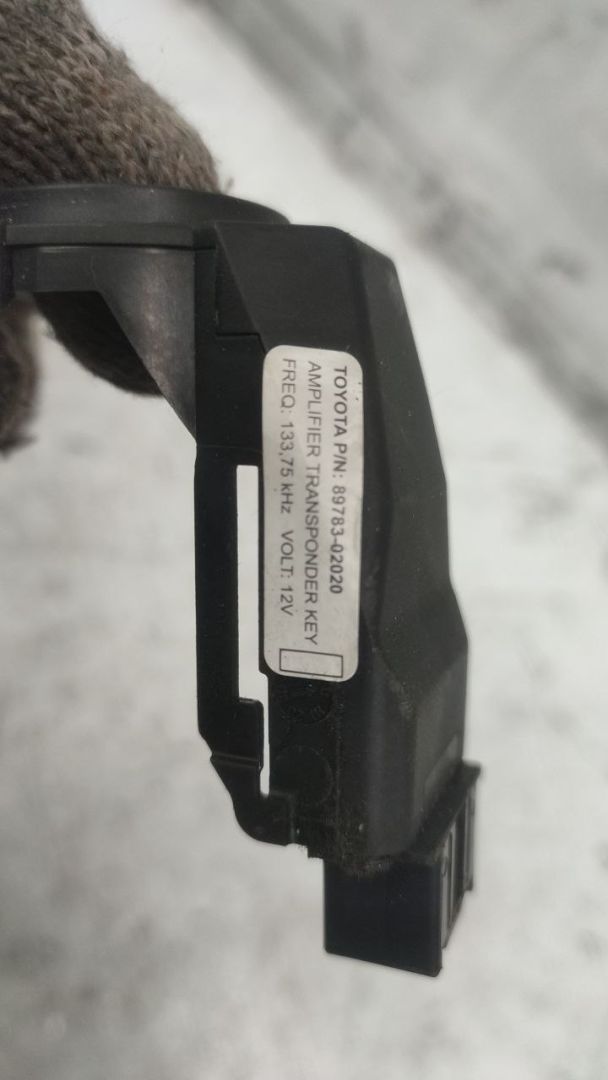 TOYOTA P/N: 89783-02020
AMPLIFIER TRANSPONDER KEY
FREQ: 133,75 kHz VOLT: 12V